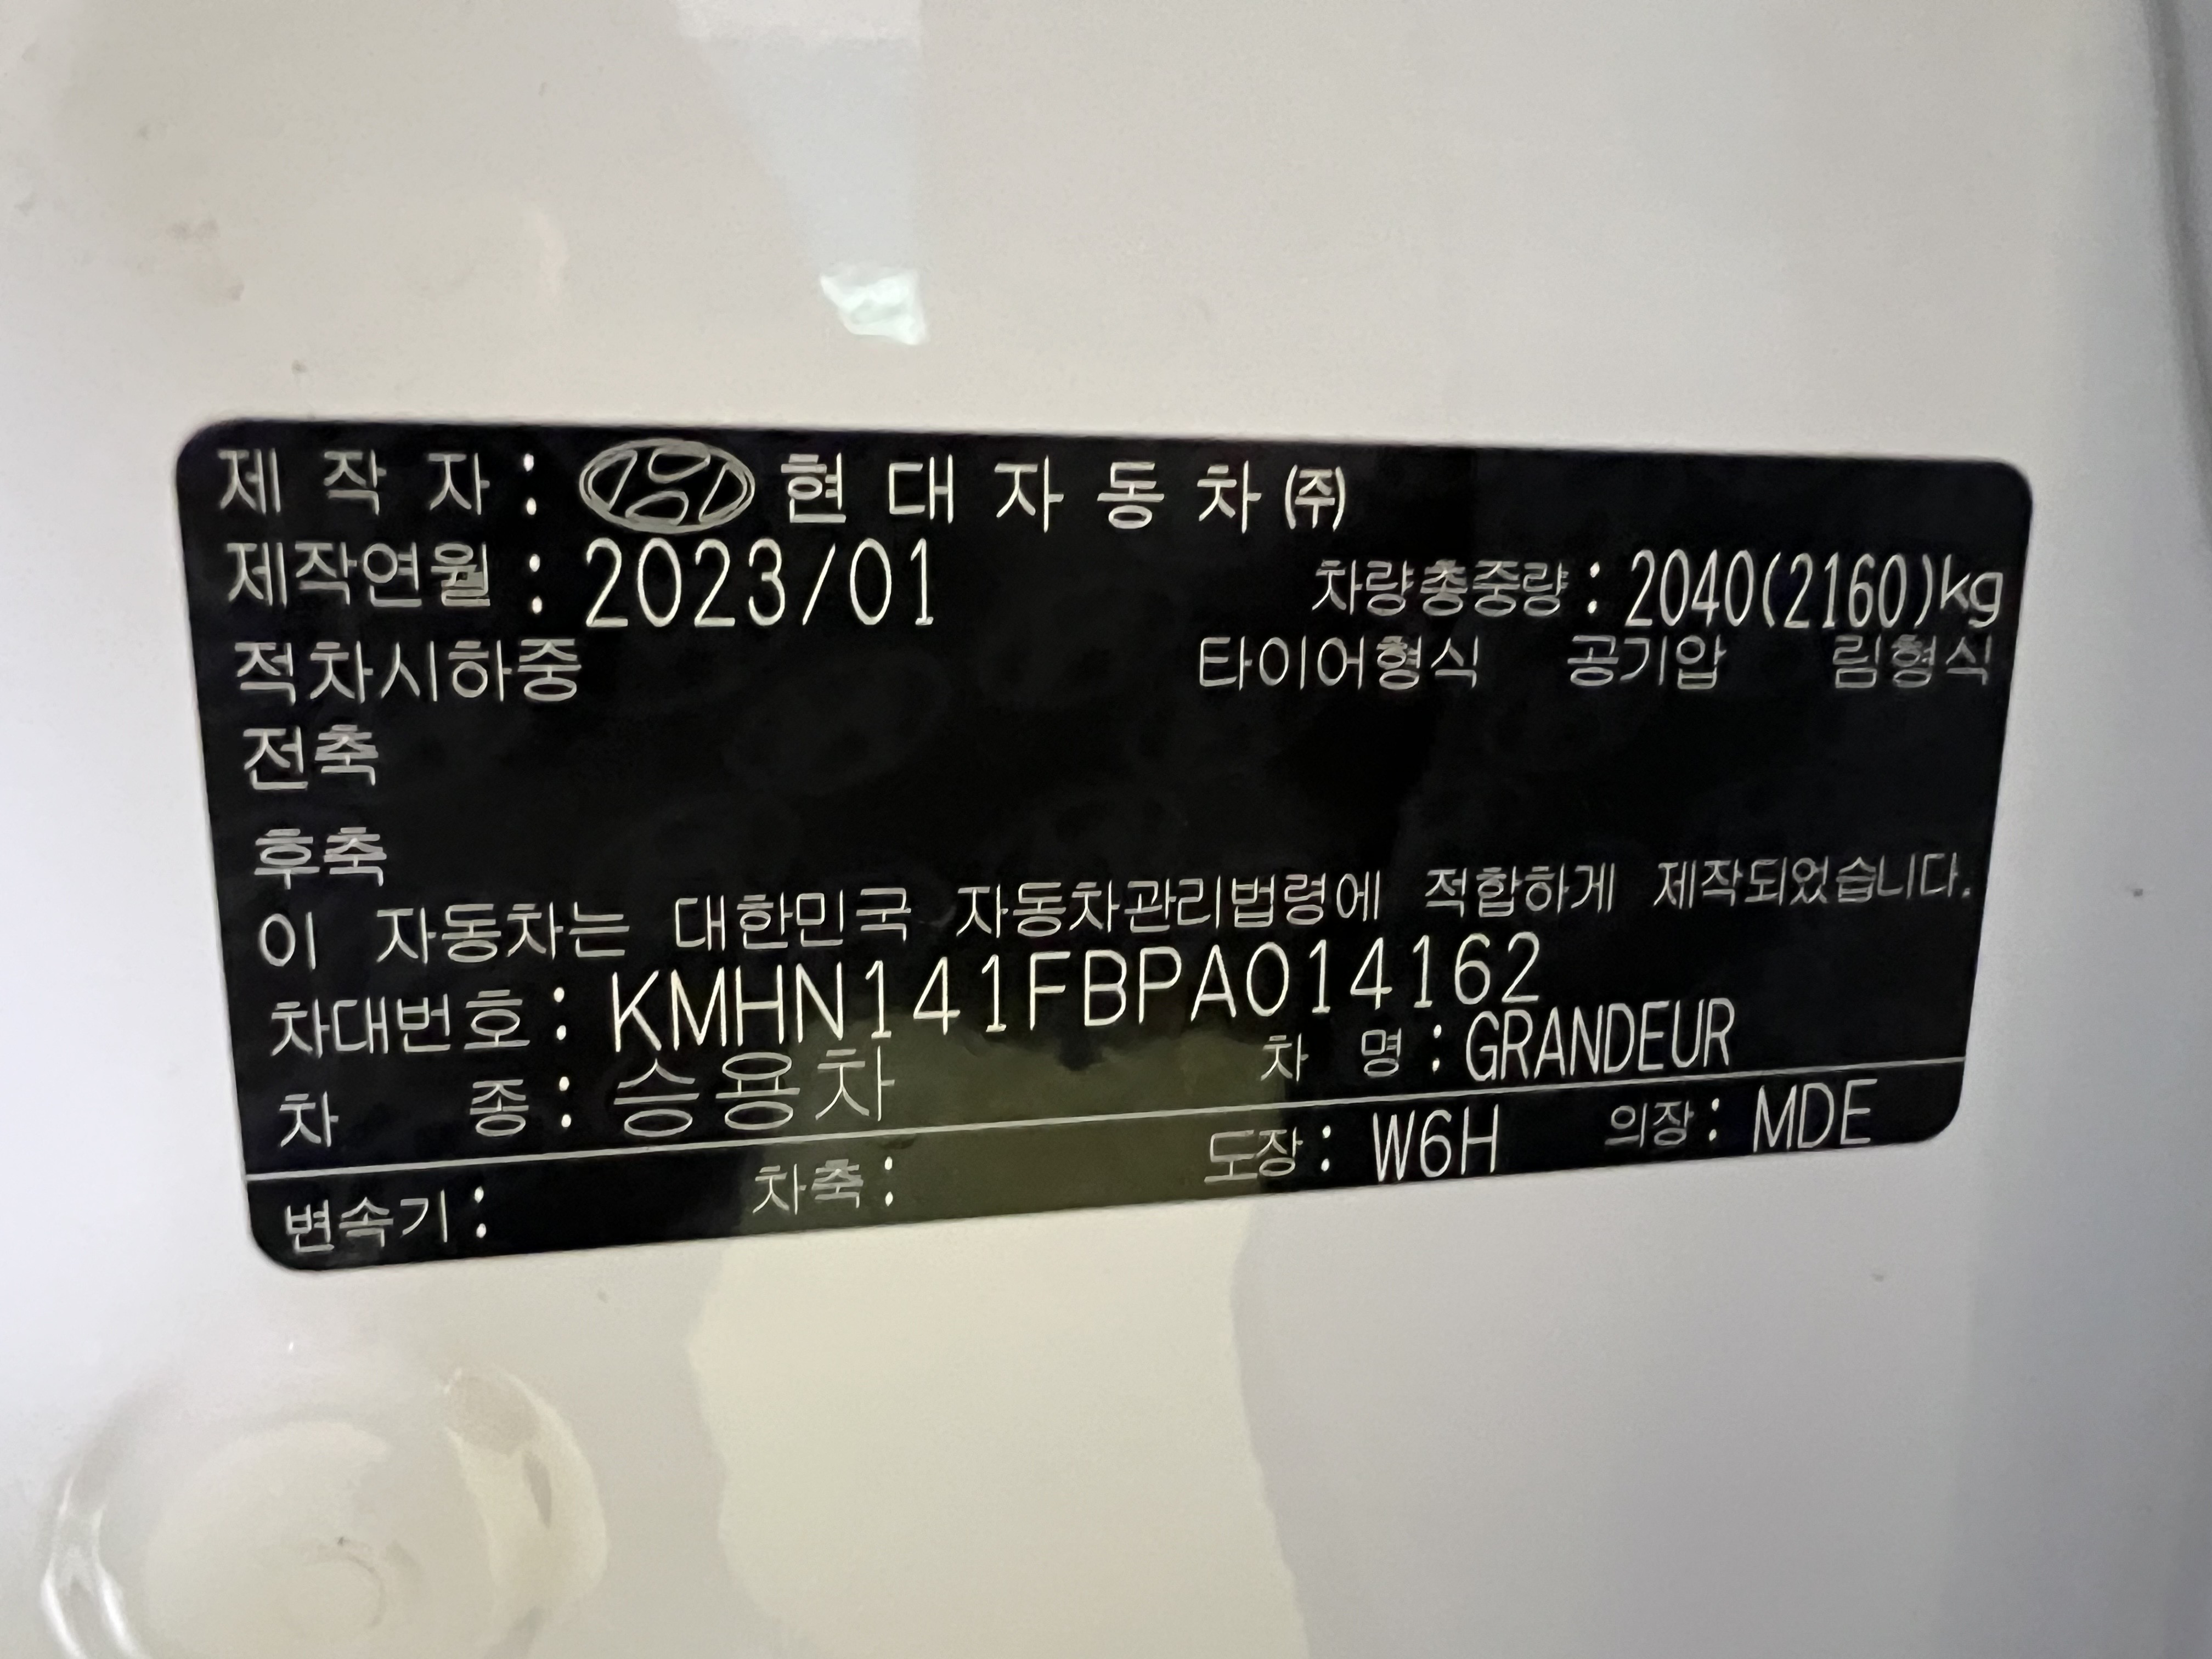 제 작 자 : 현 대 자 동 차 ㈜
제작연월 : 2023/01 차량총중량 : 2040(2160)kg
적차시하중 타이어형식 공기압 림형식
전축
후축
이 자동차는 대한민국 자동차관리법령에 적합하게 제작되었습니다.
차대번호 : KMHN141FBPA014162
차 종 : 승용차 차 명 : GRANDEUR
변속기 : 차축 : 도장 : W6H 의장 : MDE